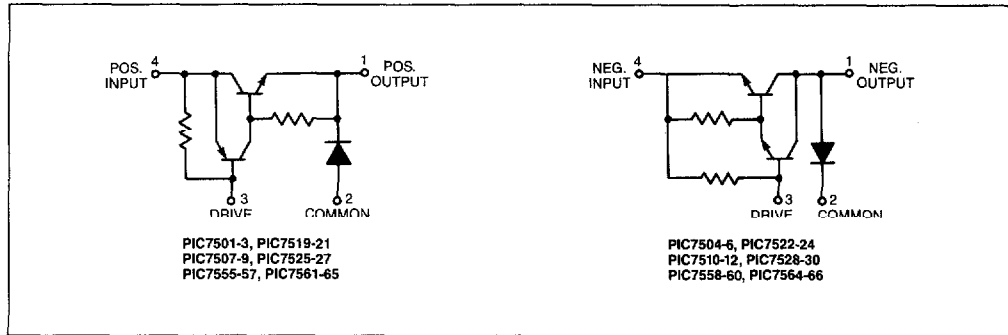 POS. 4
INPUT
1 POS.
OUTPUT
3
DRIVE
2
COMMON
PIC7501-3, PIC7519-21
PIC7507-9, PIC7525-27
PIC7555-57, PIC7561-65
NEG. 4
INPUT
1 NEG.
OUTPUT
3
DRIVE
2
COMMON
PIC7504-6, PIC7522-24
PIC7510-12, PIC7528-30
PIC7558-60, PIC7564-66